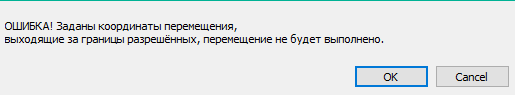 ОШИБКА! Заданы координаты перемещения,
выходящие за границы разрешённых, перемещение не будет выполнено.
OK
Cancel